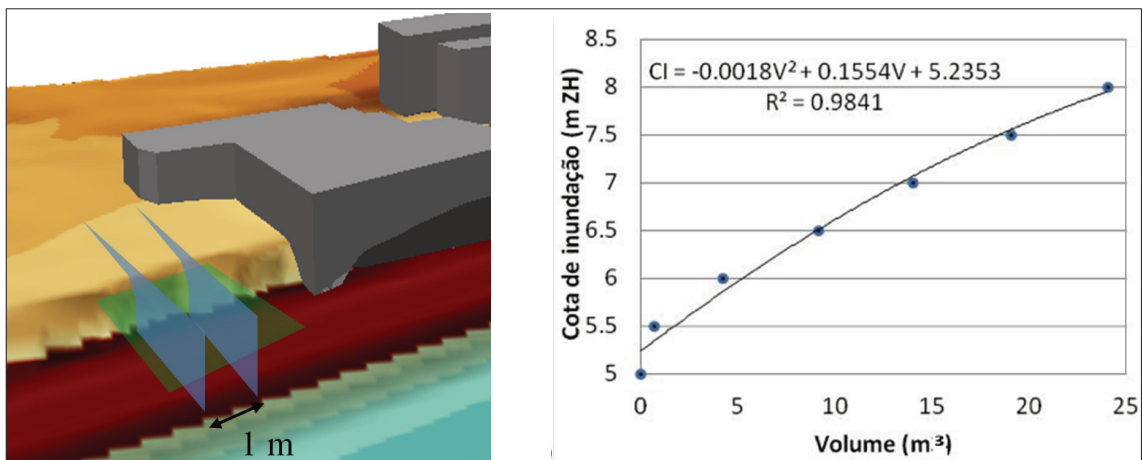 1 m
8.5
8
7.5
7
6.5
6
5.5
5
Cota de inundação (m ZH)
CI = -0.0018V² + 0.1554V + 5.2353
R² = 0.9841
0 5 10 15 20 25
Volume (m³)